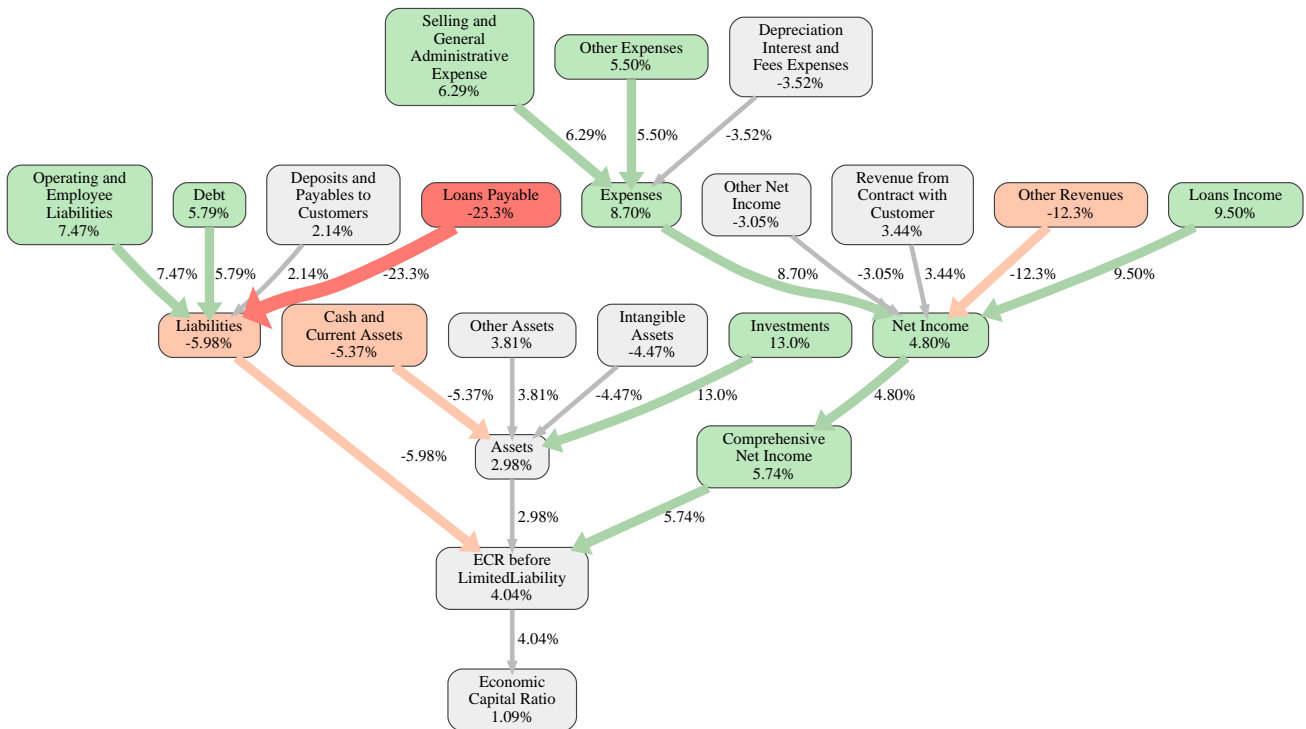 Selling and
General
Administrative
Expense
6.29%
Other Expenses
5.50%
Depreciation
Interest and
Fees Expenses
-3.52%
6.29%
5.50%
-3.52%
Operating and
Employee
Liabilities
7.47%
Debt
5.79%
Deposits and
Payables to
Customers
2.14%
Loans Payable
-23.3%
Expenses
8.70%
Other Net
Income
-3.05%
Revenue from
Contract with
Customer
3.44%
Other Revenues
-12.3%
Loans Income
9.50%
7.47%
5.79%
2.14%
-23.3%
8.70%
-3.05%
3.44%
-12.3%
9.50%
Liabilities
-5.98%
Cash and
Current Assets
-5.37%
Other Assets
3.81%
Intangible
Assets
-4.47%
Investments
13.0%
Net Income
4.80%
-5.37%
3.81%
-4.47%
13.0%
4.80%
-5.98%
Assets
2.98%
Comprehensive
Net Income
5.74%
2.98%
5.74%
ECR before
LimitedLiability
4.04%
4.04%
Economic
Capital Ratio
1.09%